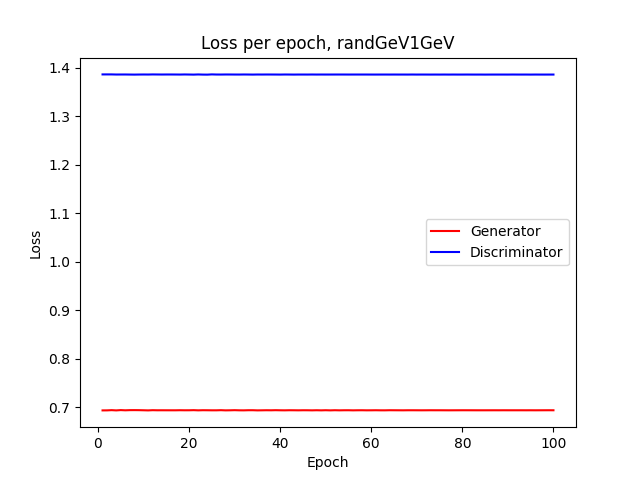 Loss per epoch, randGeV1GeV
1.4
1.3
1.2
1.1
1.0
0.9
0.8
0.7
Loss
Generator
Discriminator
0 20 40 60 80 100
Epoch